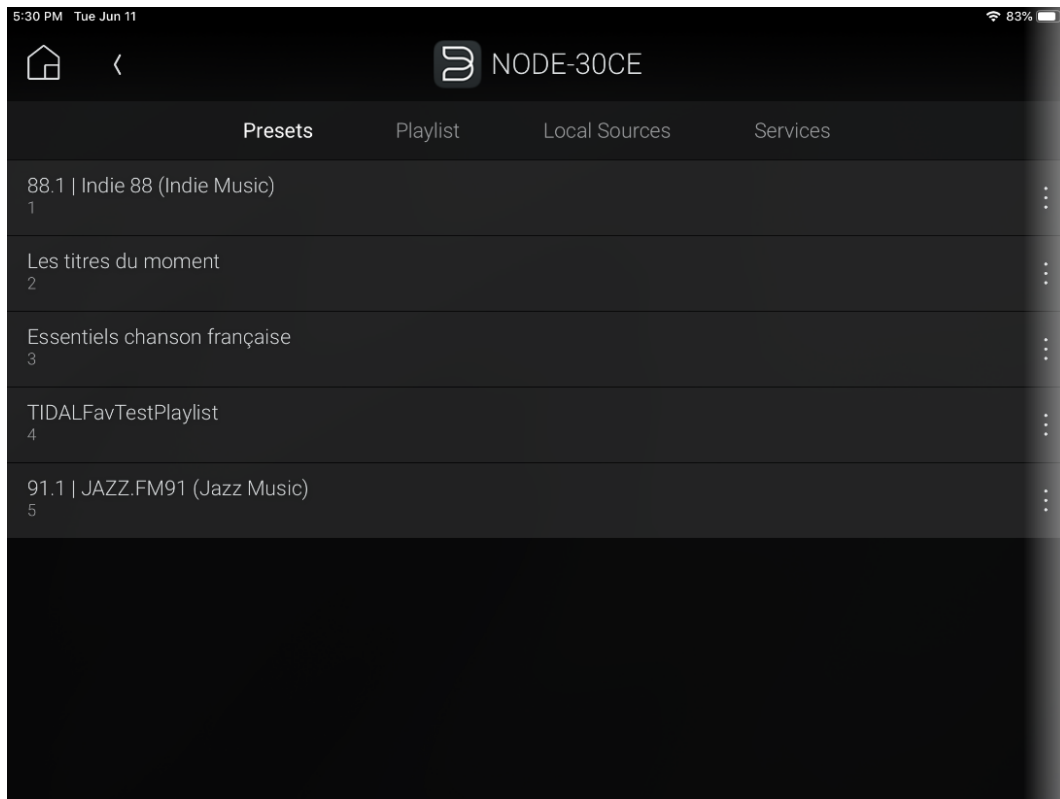 5:30 PM Tue Jun 11 83%
NODE-30CE
Presets Playlist Local Sources Services
88.1 | Indie 88 (Indie Music)
1
Les titres du moment
2
Essentiels chanson française
3
TIDALFavTestPlaylist
4
91.1 | JAZZ.FM91 (Jazz Music)
5